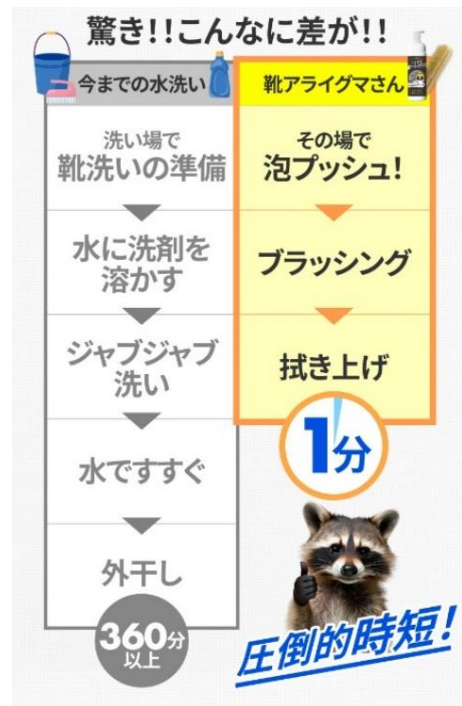 驚き!!こんなに差が!!
今までの水洗い
洗い場で
靴洗いの準備
水に洗剤を
溶かす
ジャブジャブ
洗い
水ですすぐ
外干し
360分
以上
靴アライグマさん
その場で
泡プッシュ!
ブラッシング
拭き上げ
1分
圧倒的時短!